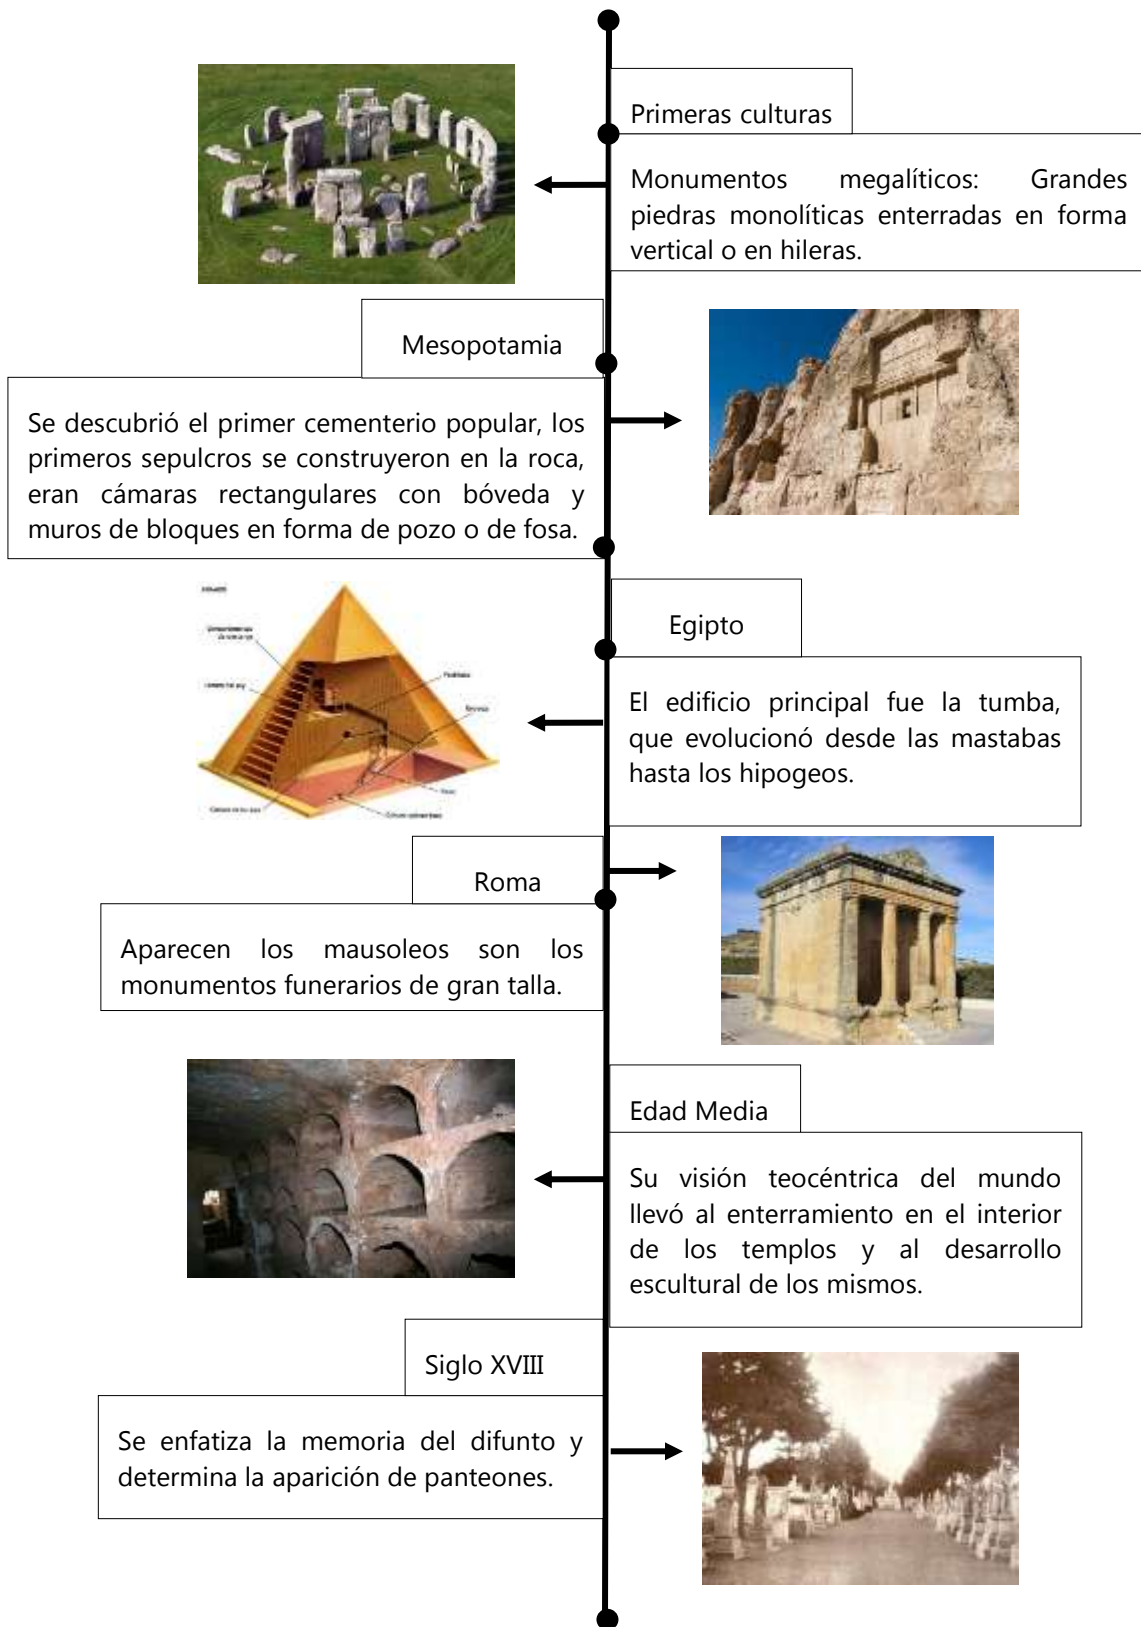 Primeras culturas
Monumentos megalíticos: Grandes
piedras monolíticas enterradas en forma
vertical o en hileras.
Mesopotamia
Se descubrió el primer cementerio popular, los
primeros sepulcros se construyeron en la roca,
eran cámaras rectangulares con bóveda y
muros de bloques en forma de pozo o de fosa.
Egipto
El edificio principal fue la tumba,
que evolucionó desde las mastabas
hasta los hipogeos.
Roma
Aparecen los mausoleos son los
monumentos funerarios de gran talla.
Edad Media
Su visión teocéntrica del mundo
llevó al enterramiento en el interior
de los templos y al desarrollo
escultural de los mismos.
Siglo XVIII
Se enfatiza la memoria del difunto y
determina la aparición de panteones.